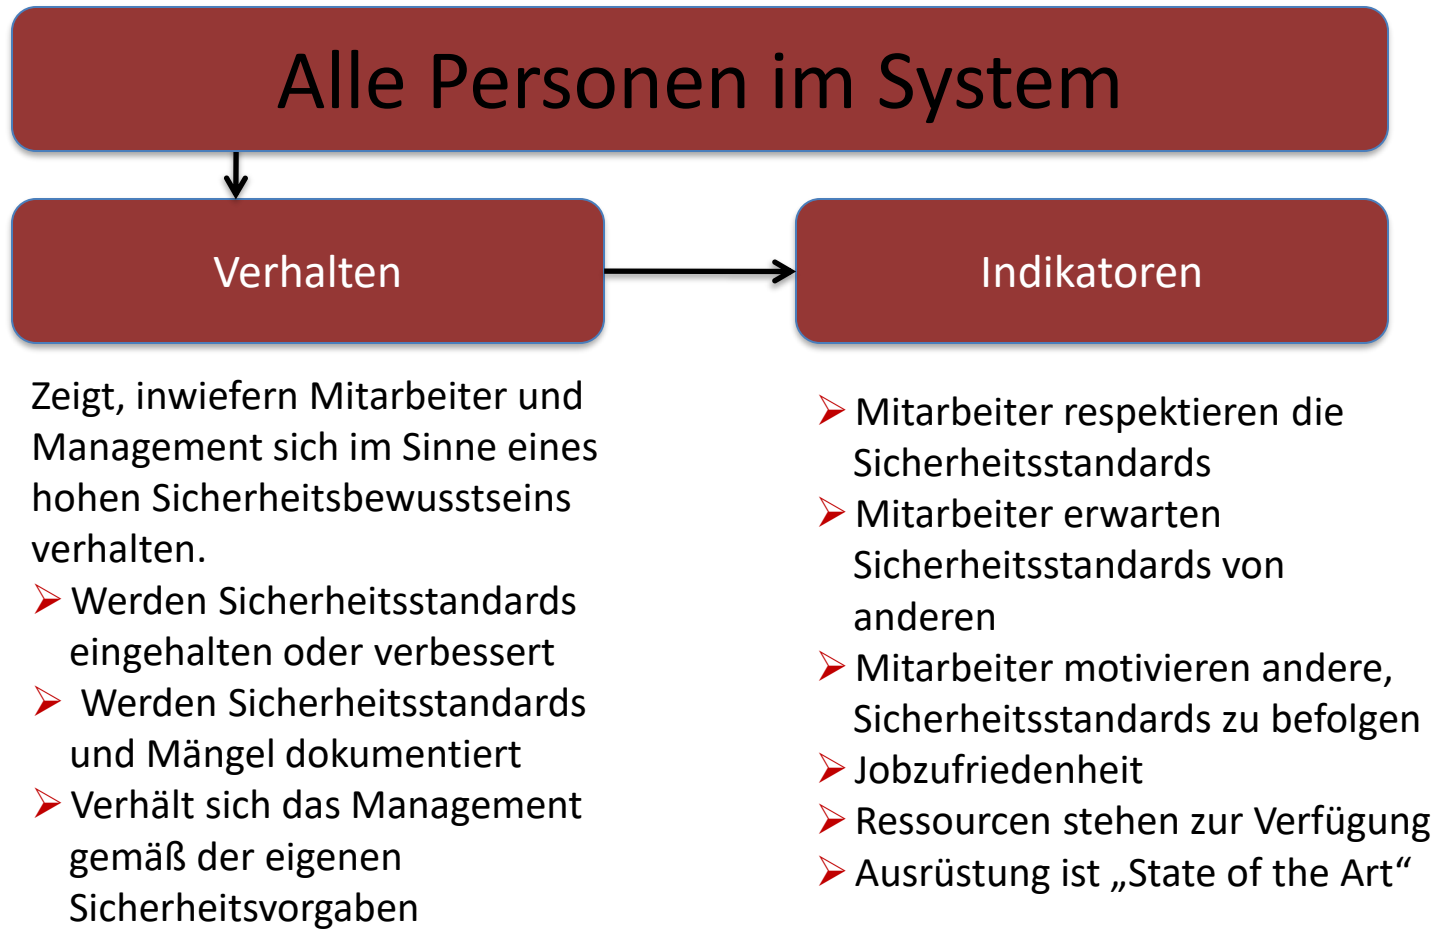 Alle Personen im System
Verhalten
Indikatoren
Zeigt, inwiefern Mitarbeiter und
Management sich im Sinne eines
hohen Sicherheitsbewusstseins
verhalten.
Werden Sicherheitsstandards
eingehalten oder verbessert
Werden Sicherheitsstandards
und Mängel dokumentiert
Verhält sich das Management
gemäß der eigenen
Sicherheitsvorgaben
Mitarbeiter respektieren die
Sicherheitsstandards
Mitarbeiter erwarten
Sicherheitsstandards von
anderen
Mitarbeiter motivieren andere,
Sicherheitsstandards zu befolgen
Jobzufriedenheit
Ressourcen stehen zur Verfügung
Ausrüstung ist „State of the Art“